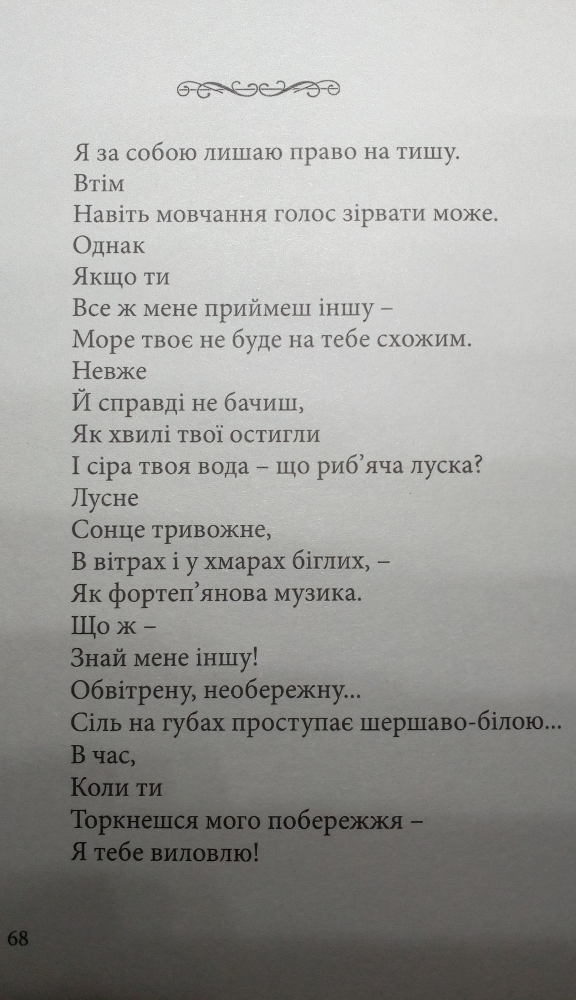 Я за собою лишаю право на тишу.
Втім
Навіть мовчання голос зірвати може.
Однак
Якщо ти
Все ж мене приймеш іншу –
Море твоє не буде на тебе схожим.
Невже
Й справді не бачиш,
Як хвилі твої остигли
І сіра твоя вода – що риб’яча луска?
Лусне
Сонце тривожне,
В вітрах і у хмарах біглих, –
Як фортеп’янова музика.
Що ж –
Знай мене іншу!
Обвітрену, необережну...
Сіль на губах проступає шершаво-білою...
В час,
Коли ти
Торкнешся мого побережжя –
Я тебе виловлю!
68